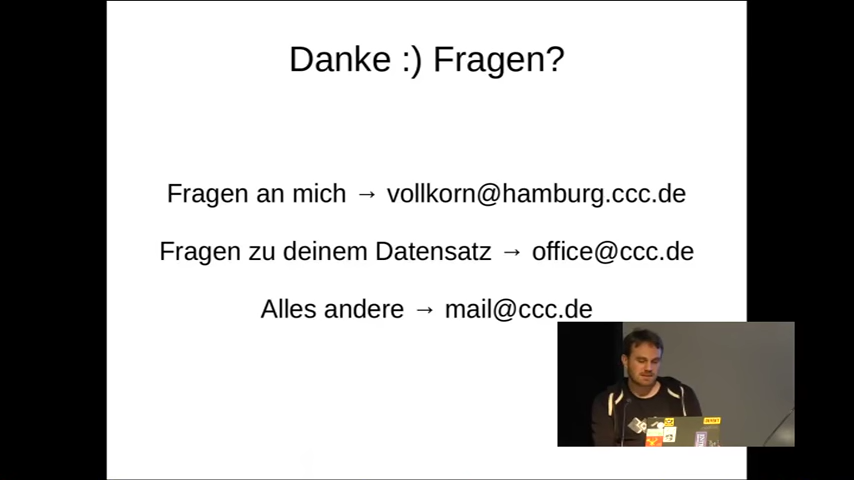 Danke :) Fragen?
Fragen an mich → vollkorn@hamburg.ccc.de
Fragen zu deinem Datensatz → office@ccc.de
Alles andere → mail@ccc.de